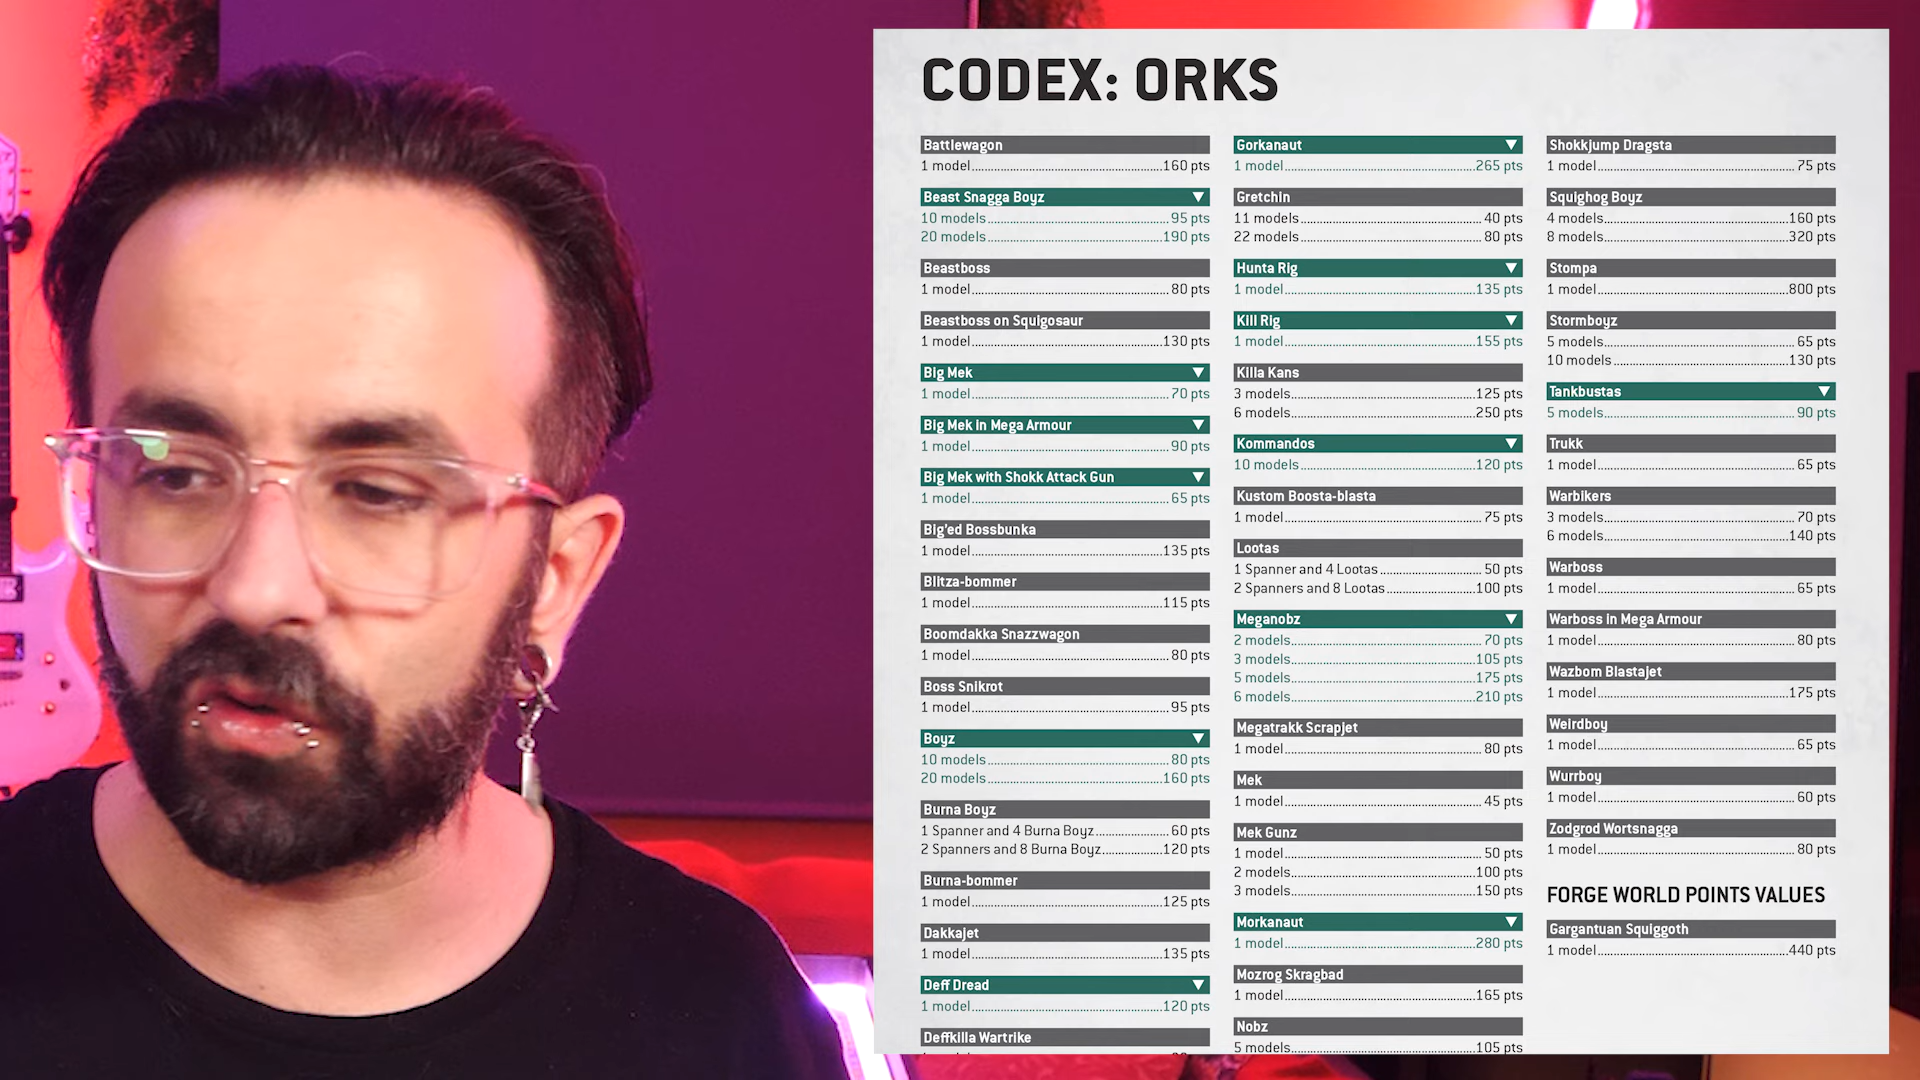 CODEX: ORKS
Battlewagon
1 model 160 pts
Beast Snagga Boyz
10 models 95 pts
20 models 190 pts
Beastboss
1 model 80 pts
Beastboss on Squigosaur
1 model 130 pts
Big Mek
1 model 70 pts
Big Mek in Mega Armour
1 model 90 pts
Big Mek with Shokk Attack Gun
1 model 65 pts
Big'ed Bossbunka
1 model 135 pts
Blitza-bommer
1 model 115 pts
Boomdakka Snazzwagon
1 model 80 pts
Boss Snikrot
1 model 95 pts
Boyz
10 models 80 pts
20 models 160 pts
Burna Boyz
1 Spanner and 4 Burna Boyz 60 pts
2 Spanners and 8 Burna Boyz 120 pts
Burna-bommer
1 model 125 pts
Dakkajet
1 model 135 pts
Deff Dread
1 model 120 pts
Deffkilla Wartrike
Gorkanaut
1 model 265 pts
Gretchin
11 models 40 pts
22 models 80 pts
Hunta Rig
1 model 135 pts
Kill Rig
1 model 155 pts
Killa Kans
3 models 125 pts
6 models 250 pts
Kommandos
10 models 120 pts
Kustom Boosta-blasta
1 model 75 pts
Lootas
1 Spanner and 4 Lootas 50 pts
2 Spanners and 8 Lootas 100 pts
Meganobz
2 models 70 pts
3 models 105 pts
5 models 175 pts
6 models 210 pts
Megatrakk Scrapjet
1 model 80 pts
Mek
1 model 45 pts
Mek Gunz
1 model 50 pts
2 models 100 pts
3 models 150 pts
Morkanaut
1 model 280 pts
Mozrog Skragbad
1 model 165 pts
Nobz
5 models 105 pts
Shokkjump Dragsta
1 model 75 pts
Squighog Boyz
4 models 160 pts
8 models 320 pts
Stompa
1 model 800 pts
Stormboyz
5 models 65 pts
10 models 130 pts
Tankbustas
5 models 90 pts
Trukk
1 model 65 pts
Warbikers
3 models 70 pts
6 models 140 pts
Warboss
1 model 65 pts
Warboss in Mega Armour
1 model 80 pts
Wazbom Blastajet
1 model 175 pts
Weirdboy
1 model 65 pts
Wurrboy
1 model 60 pts
Zodgrod Wortsnagga
1 model 80 pts
FORGE WORLD POINTS VALUES
Gargantuan Squiggoth
1 model 440 pts